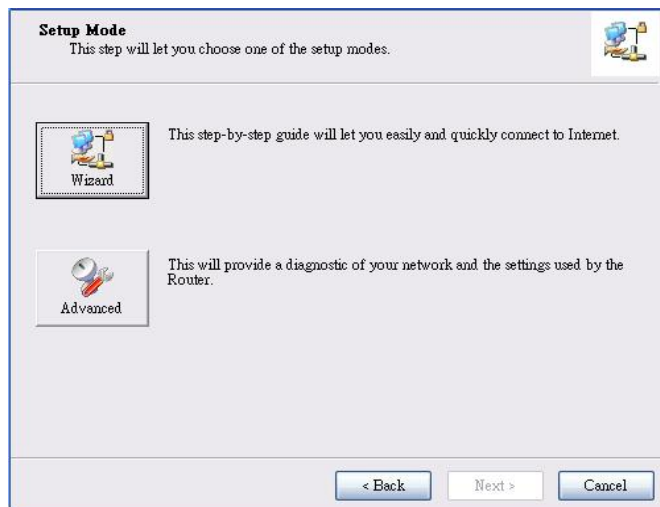 Setup Mode
This step will let you choose one of the setup modes.
This step-by-step guide will let you easily and quickly connect to Internet.
Wizard
This will provide a diagnostic of your network and the settings used by the
Router.
Advanced
< Back
Next >
Cancel